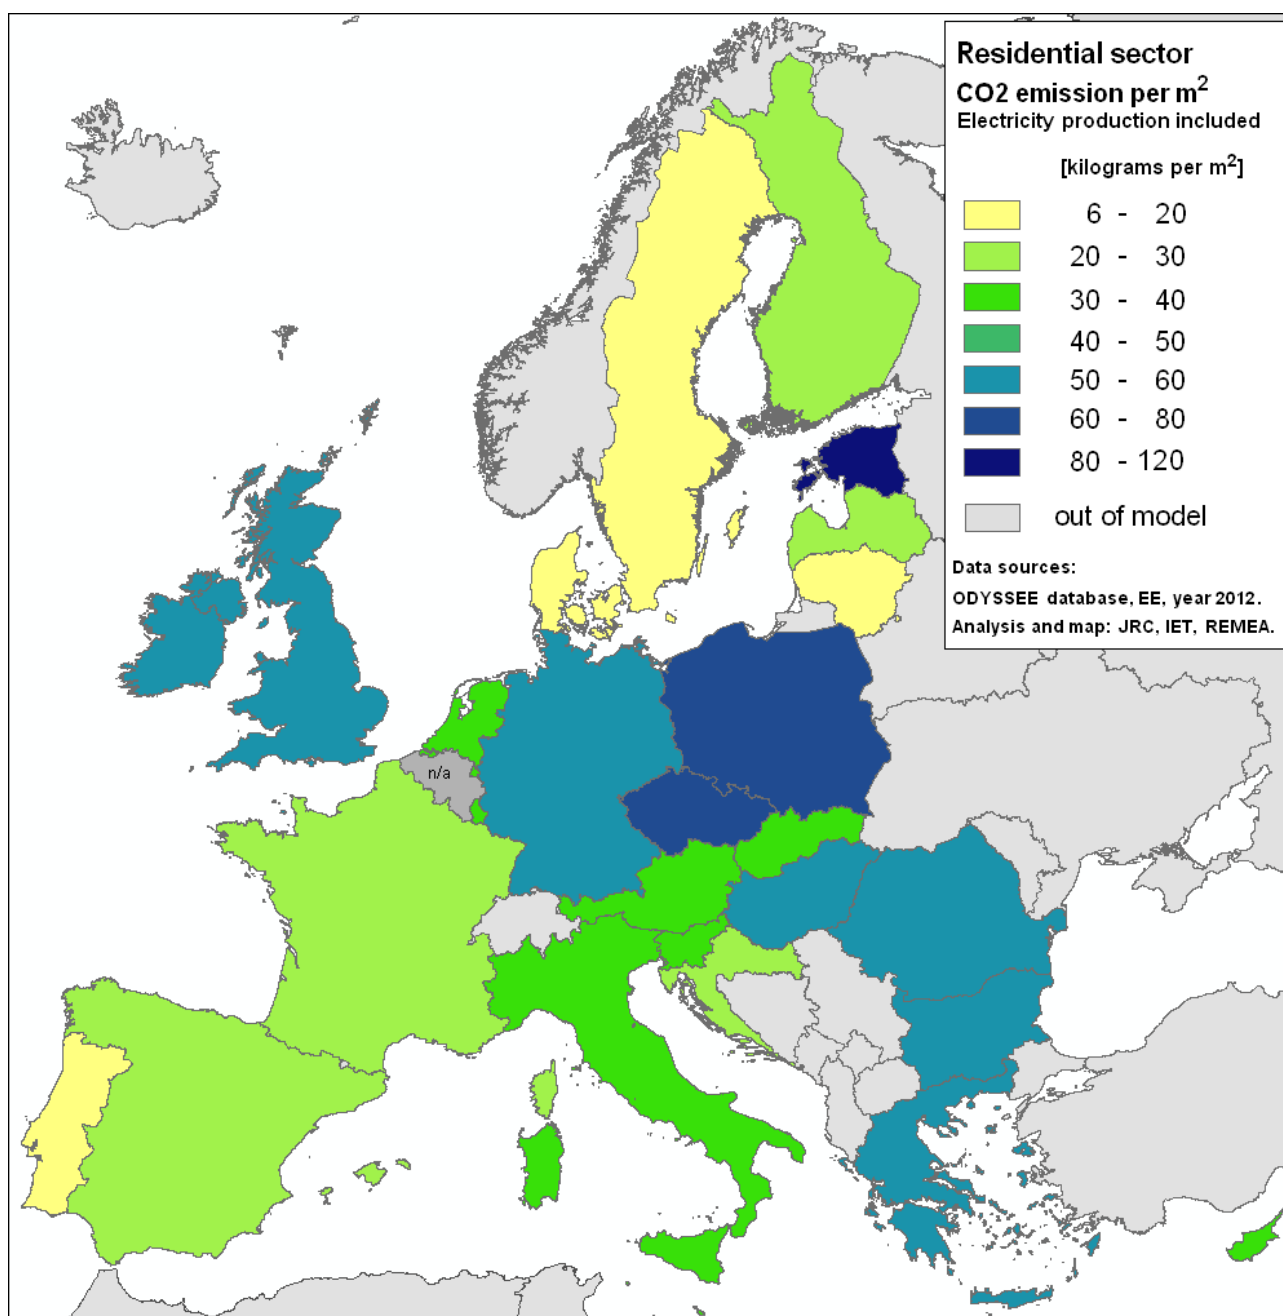 Residential sector
CO2 emission per m2
Electricity production included
[kilograms per m2]
6 - 20
20 - 30
30 - 40
40 - 50
50 - 60
60 - 80
80 - 120
out of model
Data sources:
ODYSSEE database, EE, year 2012.
Analysis and map: JRC, IET, REMEA.
n/a